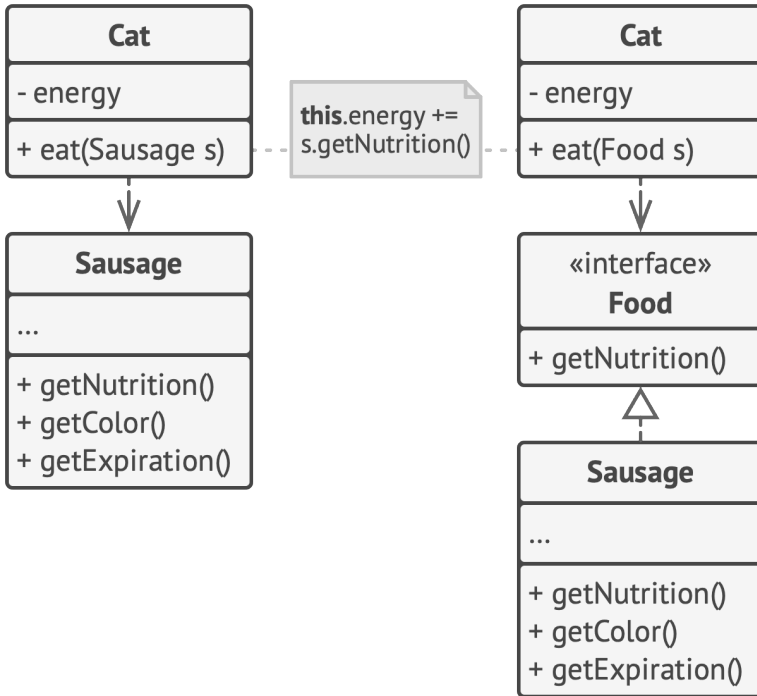 Cat
- energy
+ eat(Sausage s)
Sausage
...
+ getNutrition()
+ getColor()
+ getExpiration()
this.energy +=
s.getNutrition()
Cat
- energy
+ eat(Food s)
«interface»
Food
+ getNutrition()
Sausage
...
+ getNutrition()
+ getColor()
+ getExpiration()